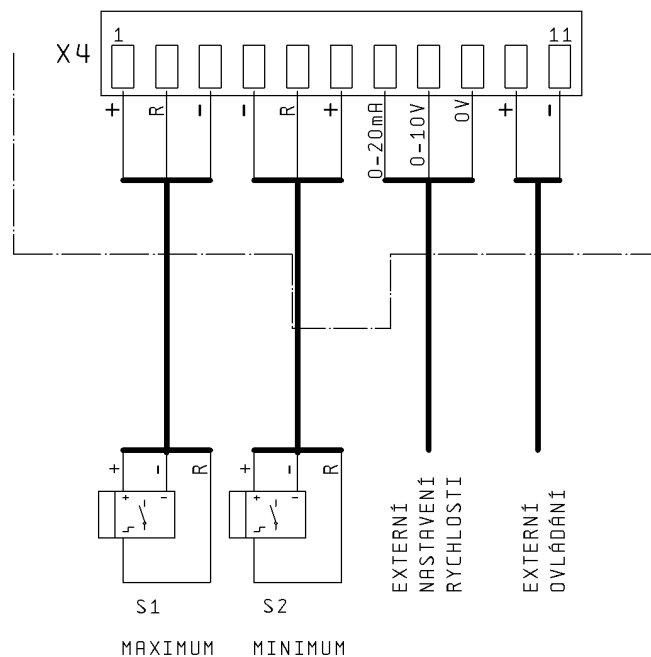 1 11
X4
+ R - - R + 0-20mA 0-10V 0V + -
+ - R + - R
+ - + -
EXTERNÍ
NASTAVENÍ
RYCHLOSTI
EXTERNÍ
OVLÁDÁNÍ
S1 S2
MAXIMUM MINIMUM